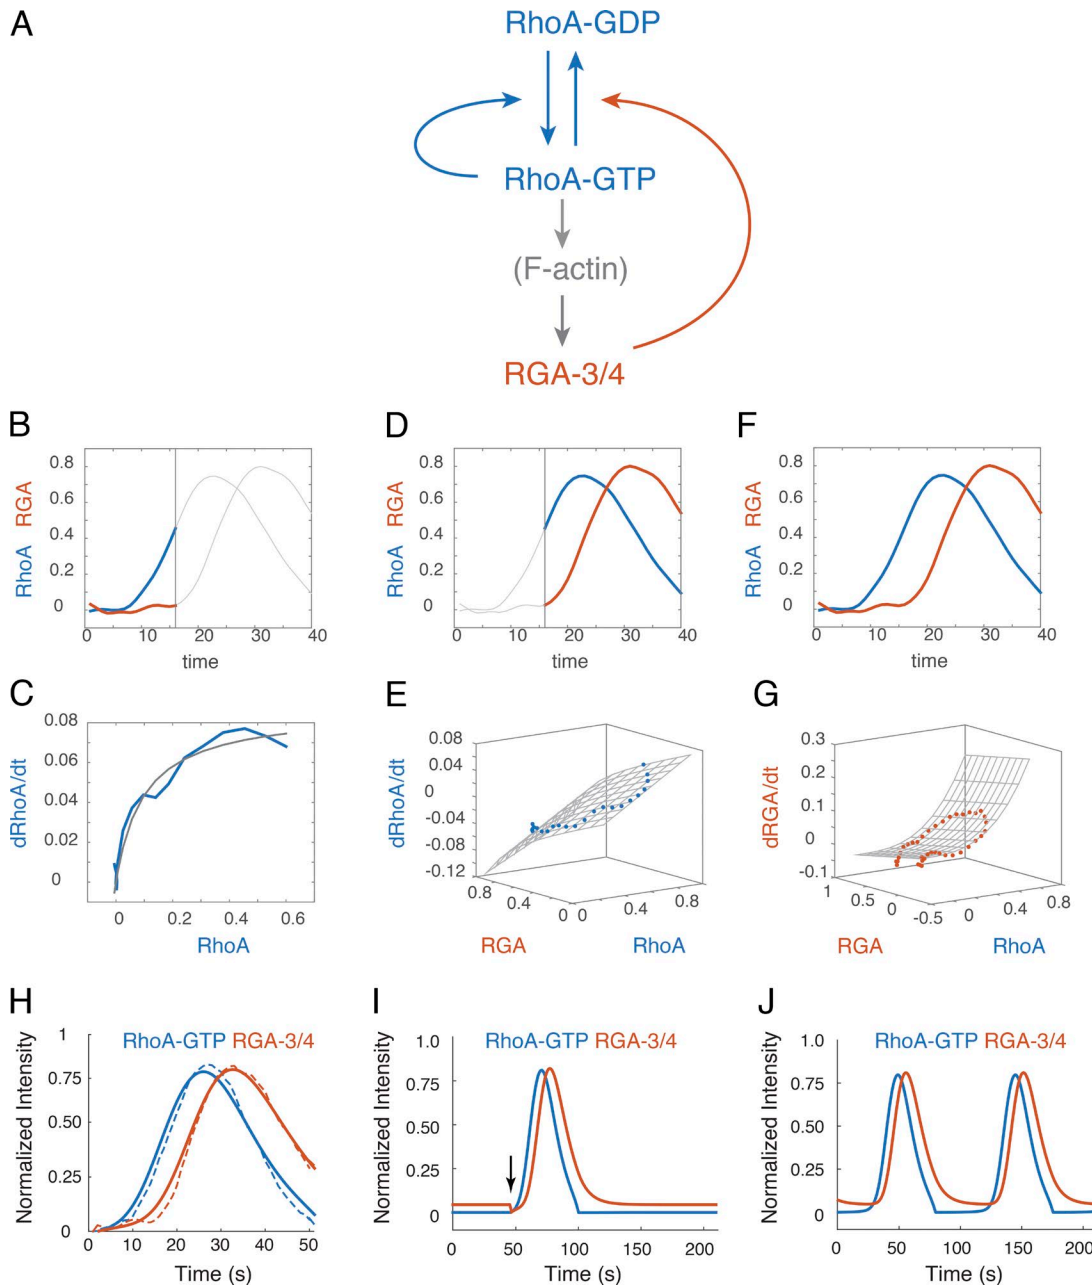 A
RhoA-GDP
RhoA-GTP
(F-actin)
RGA-3/4
B
RhoA RGA
0.8
0.6
0.4
0.2
0
0 10 20 30 40
time
D
RhoA RGA
0.8
0.6
0.4
0.2
0
0 10 20 30 40
time
F
RhoA RGA
0.8
0.6
0.4
0.2
0
0 10 20 30 40
time
C
dRhoA/dt
0.08
0.06
0.04
0.02
0
0 0.2 0.4 0.6
RhoA
E
dRhoA/dt
0.08
0.04
0
-0.04
-0.08
-0.12
0.8 0.4 0
0 0.4 0.8
RGA RhoA
G
dRGA/dt
0.3
0.2
0.1
0
-0.1
1 0.5 0 -0.5
0 0.4 0.8
RGA RhoA
H
RhoA-GTP RGA-3/4
Normalized Intensity
1
0.75
0.50
0.25
0
0 10 20 30 40 50
Time (s)
I
RhoA-GTP RGA-3/4
Normalized Intensity
1.0
0.75
0.50
0.25
0
0 50 100 150 200
Time (s)
J
RhoA-GTP RGA-3/4
Normalized Intensity
1.0
0.75
0.50
0.25
0
0 50 100 150 200
Time (s)